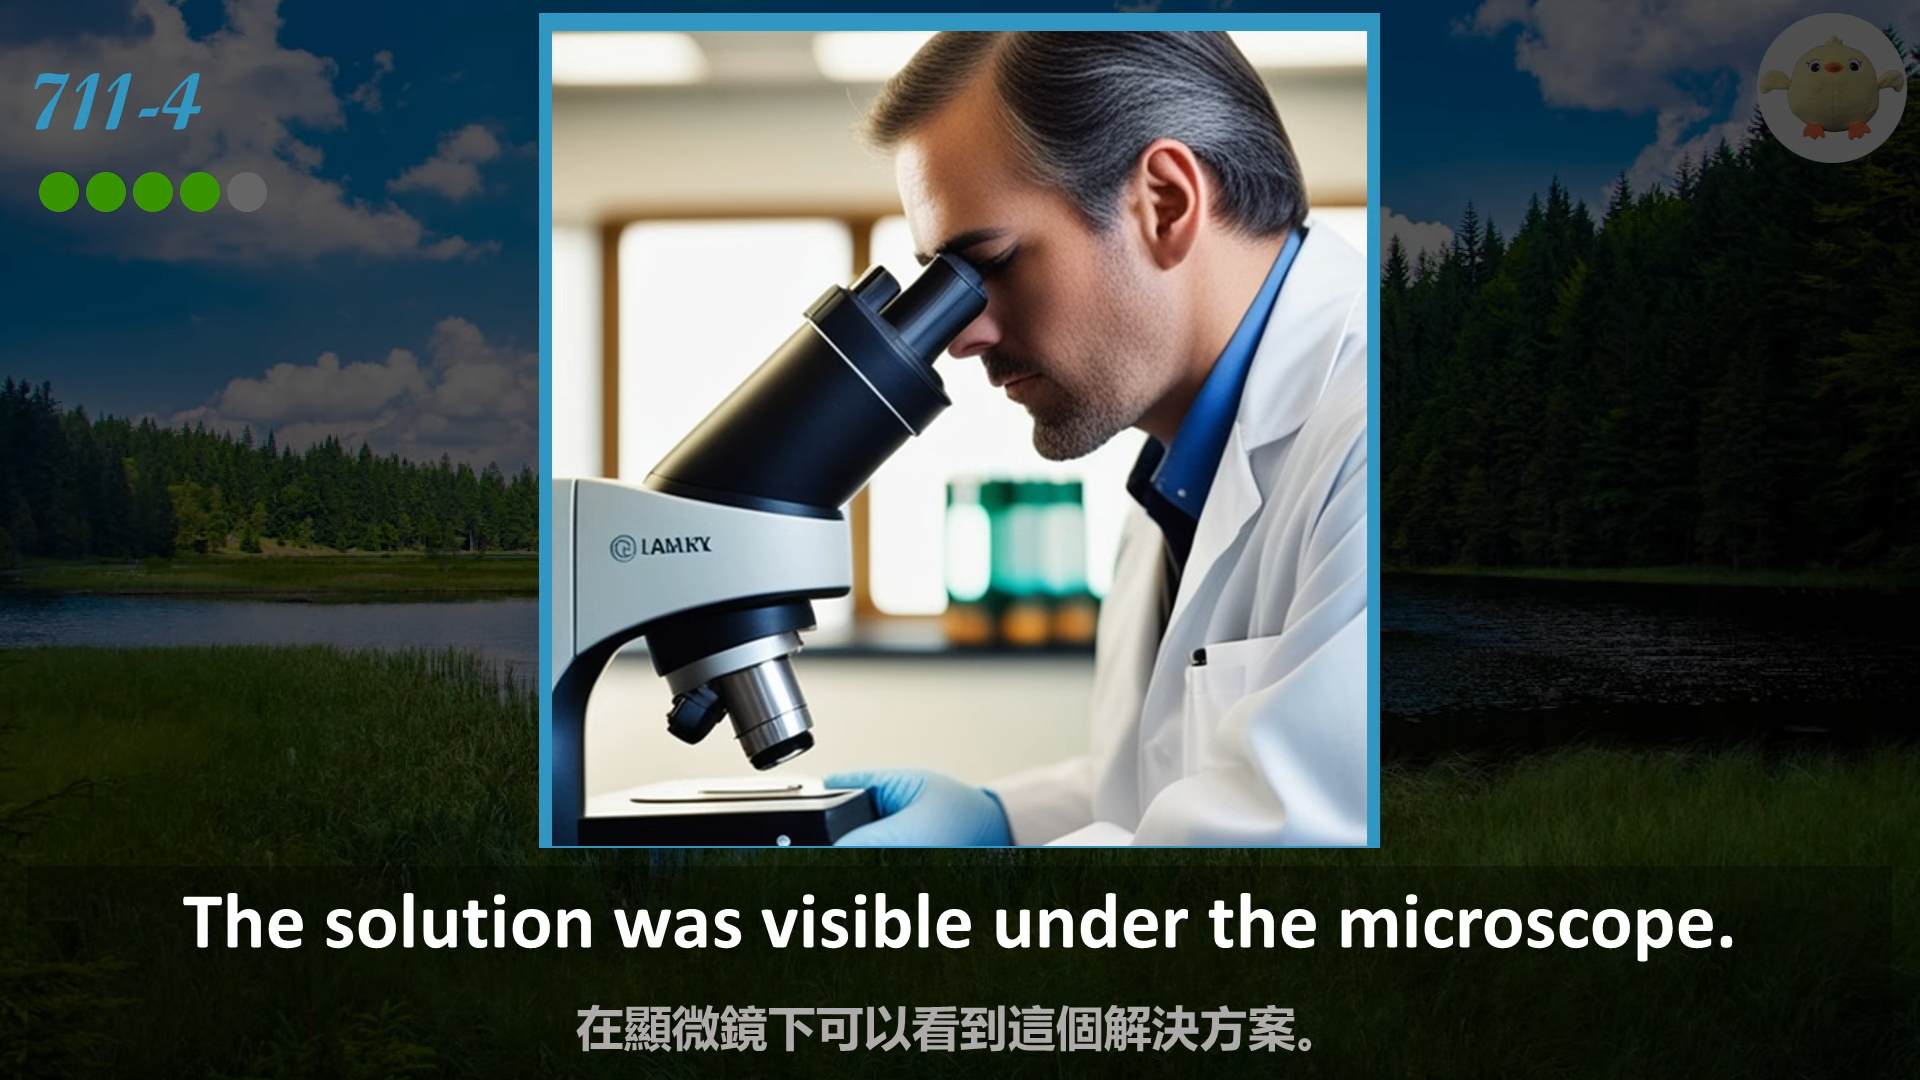 711-4
LAMKY
The solution was visible under the microscope.
在顯微鏡下可以看到這個解決方案。